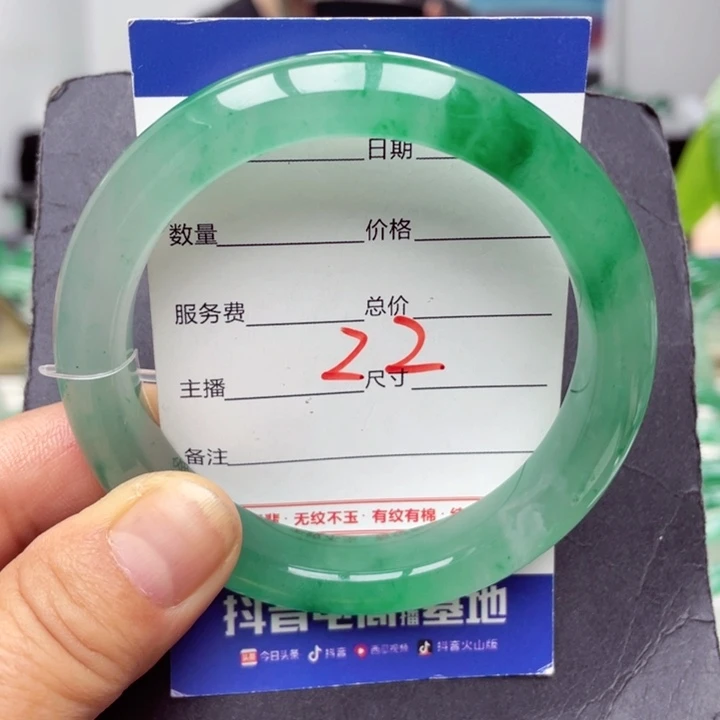 日期
数量 价格
服务费 总价
22
主播 尺寸
备注
· 无纹不玉 · 有纹有棉 ·
抖音电商直播基地
今日头条 抖音 西瓜视频 抖音火山版